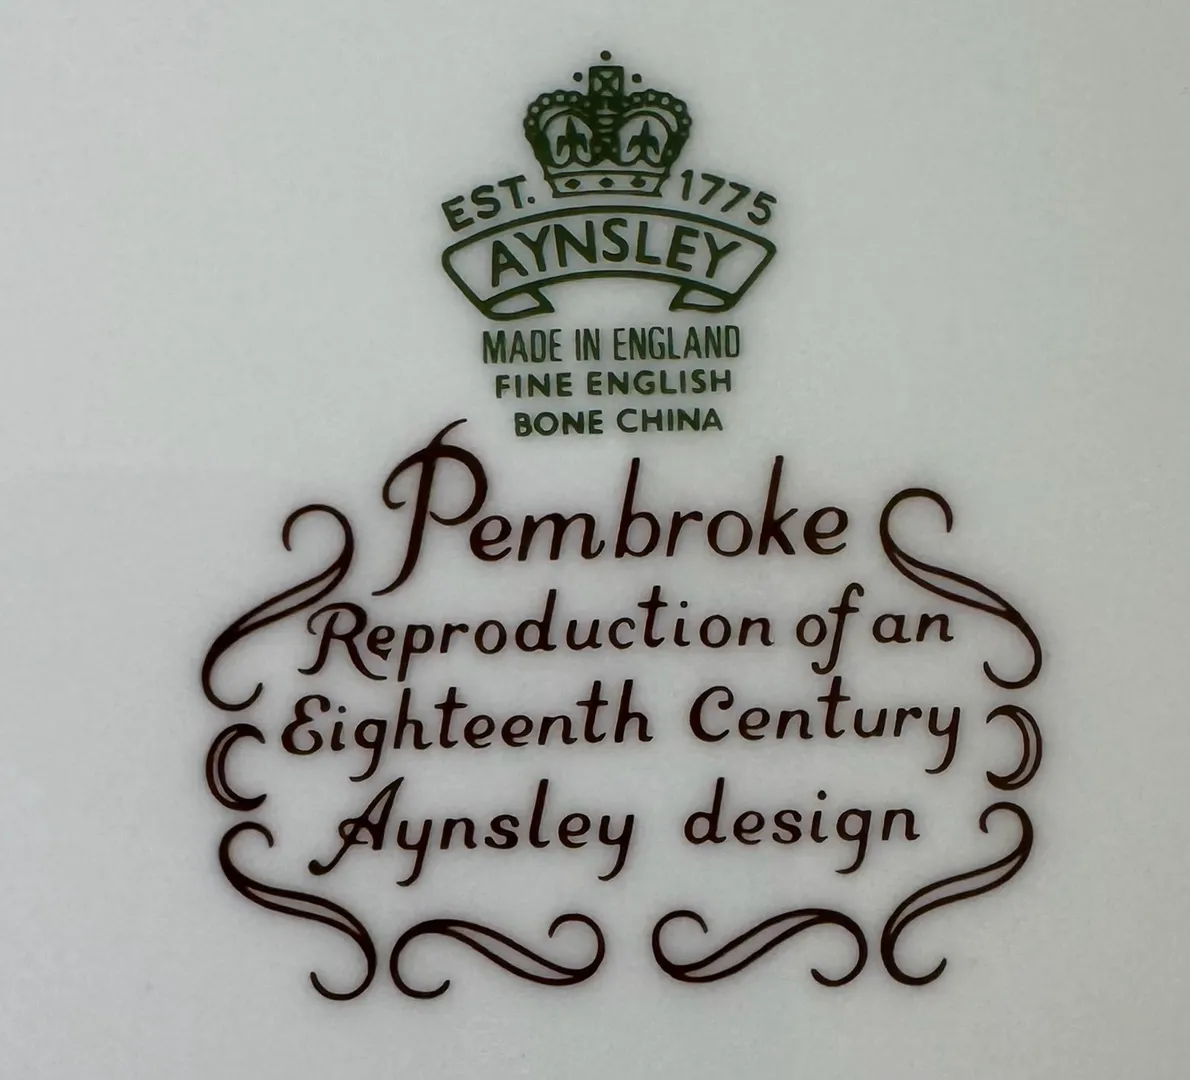 EST. 1775
AYNSLEY
MADE IN ENGLAND
FINE ENGLISH
BONE CHINA
Pembroke
Reproduction of an
Eighteenth Century
Aynsley design